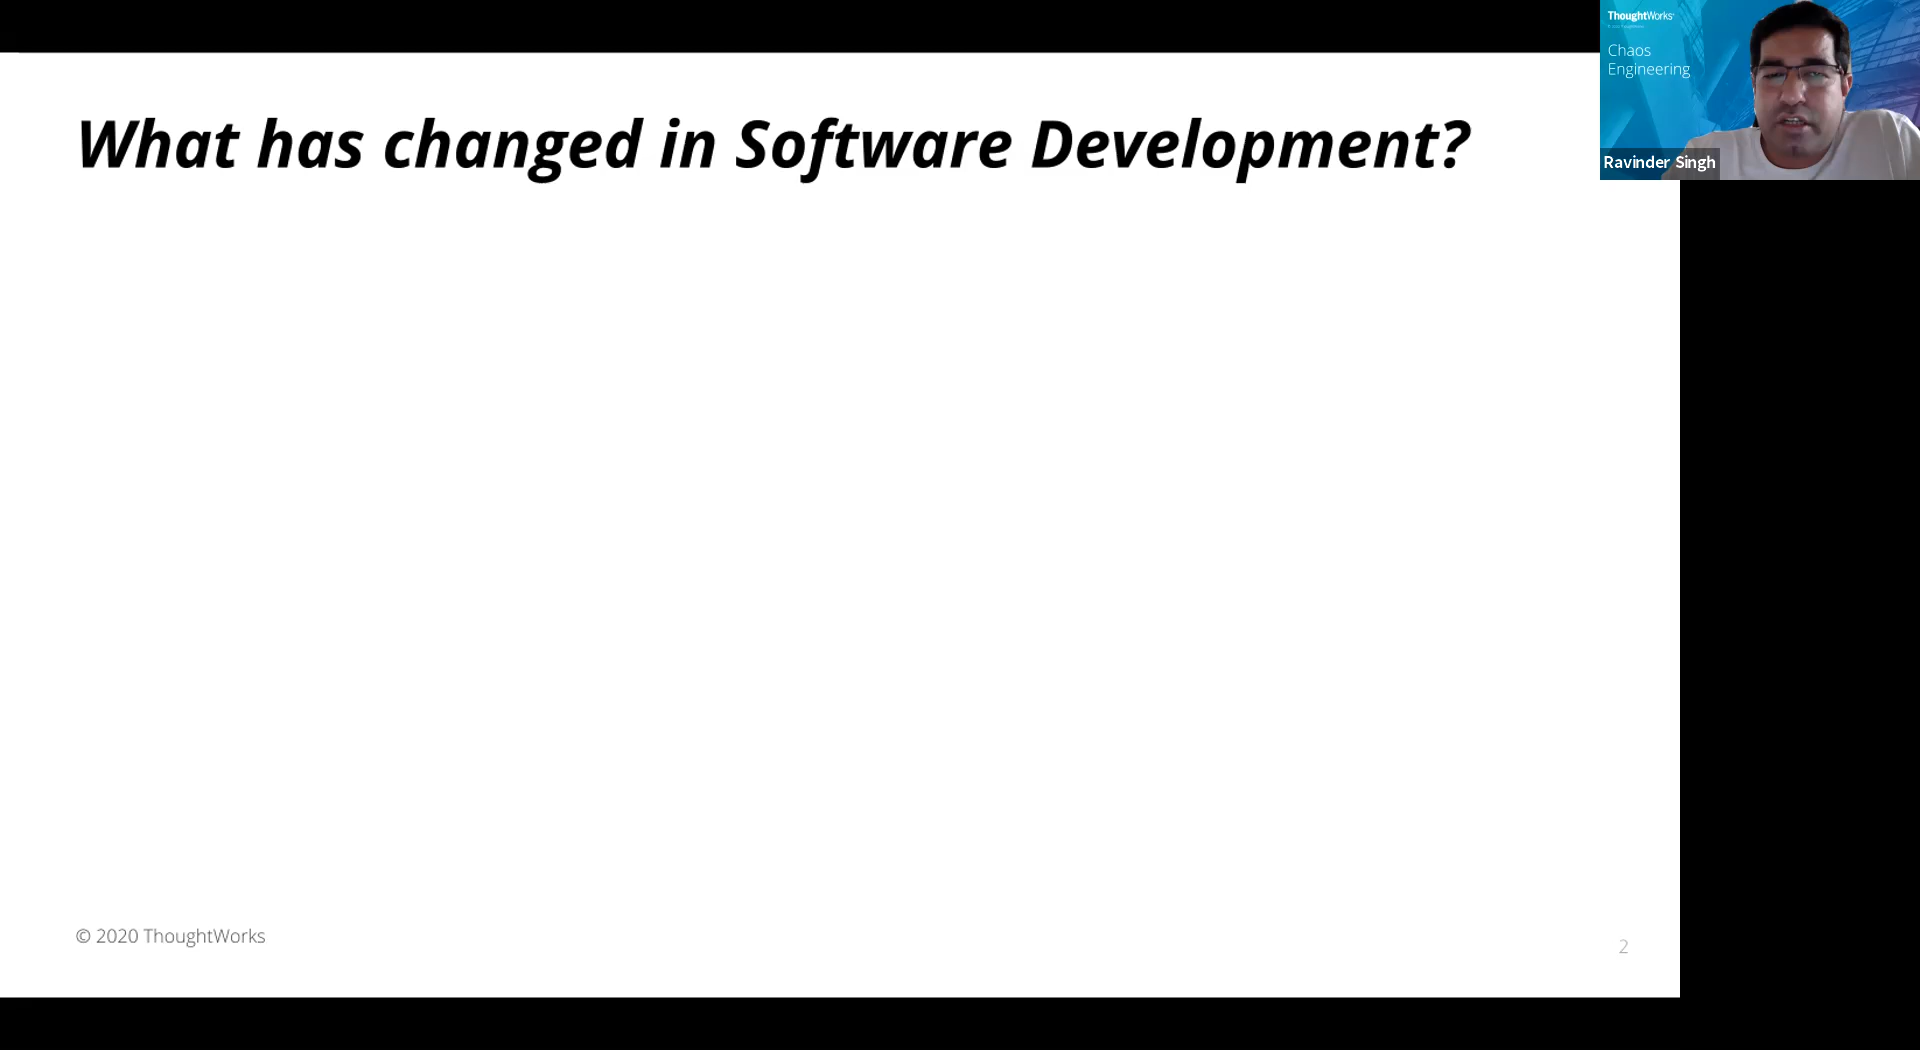 What has changed in Software Development?
ThoughtWorks
Chaos
Engineering
Ravinder Singh
© 2020 ThoughtWorks
2